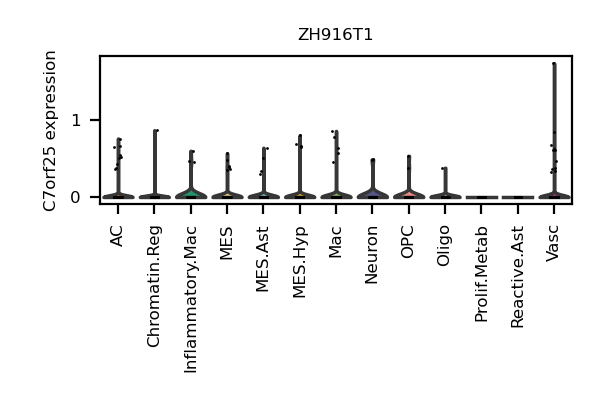 ZH916T1
C7orf25 expression
1
0
AC
Chromatin.Reg
Inflammatory.Mac
MES
MES.Ast
MES.Hyp
Mac
Neuron
OPC
Oligo
Prolif.Metab
Reactive.Ast
Vasc